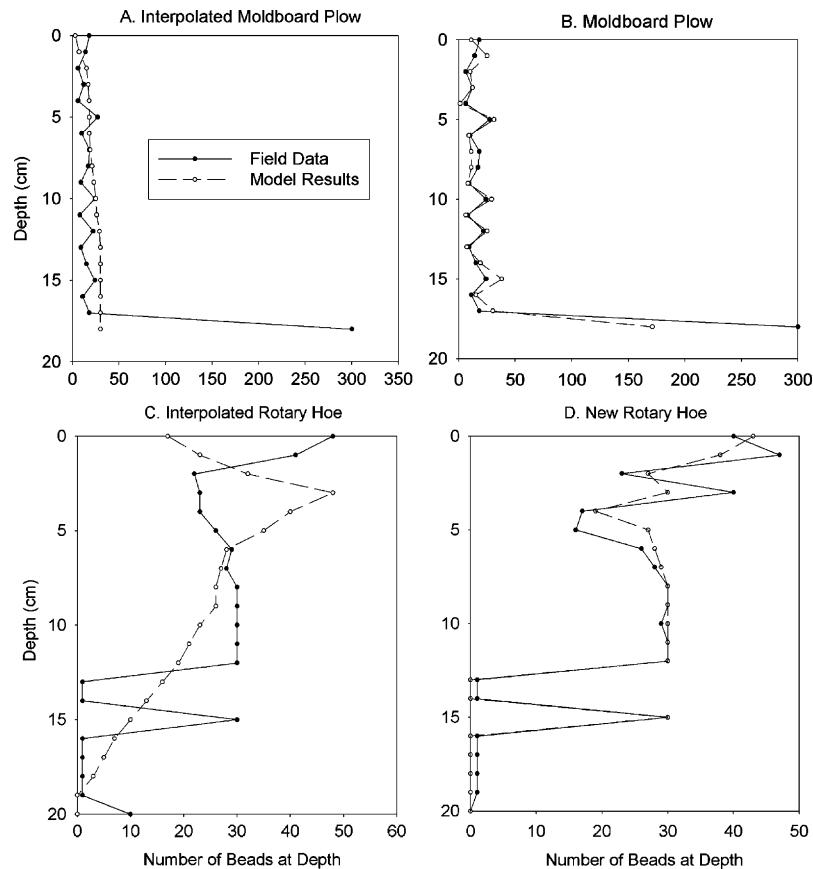 A. Interpolated Moldboard Plow
0
5
10
15
20
Depth (cm)
Field Data
Model Results
0 50 100 150 200 250 300 350
B. Moldboard Plow
0
5
10
15
20
0 50 100 150 200 250 300
C. Interpolated Rotary Hoe
0
5
10
15
20
Depth (cm)
0 10 20 30 40 50 60
Number of Beads at Depth
D. New Rotary Hoe
0
5
10
15
20
0 10 20 30 40 50
Number of Beads at Depth